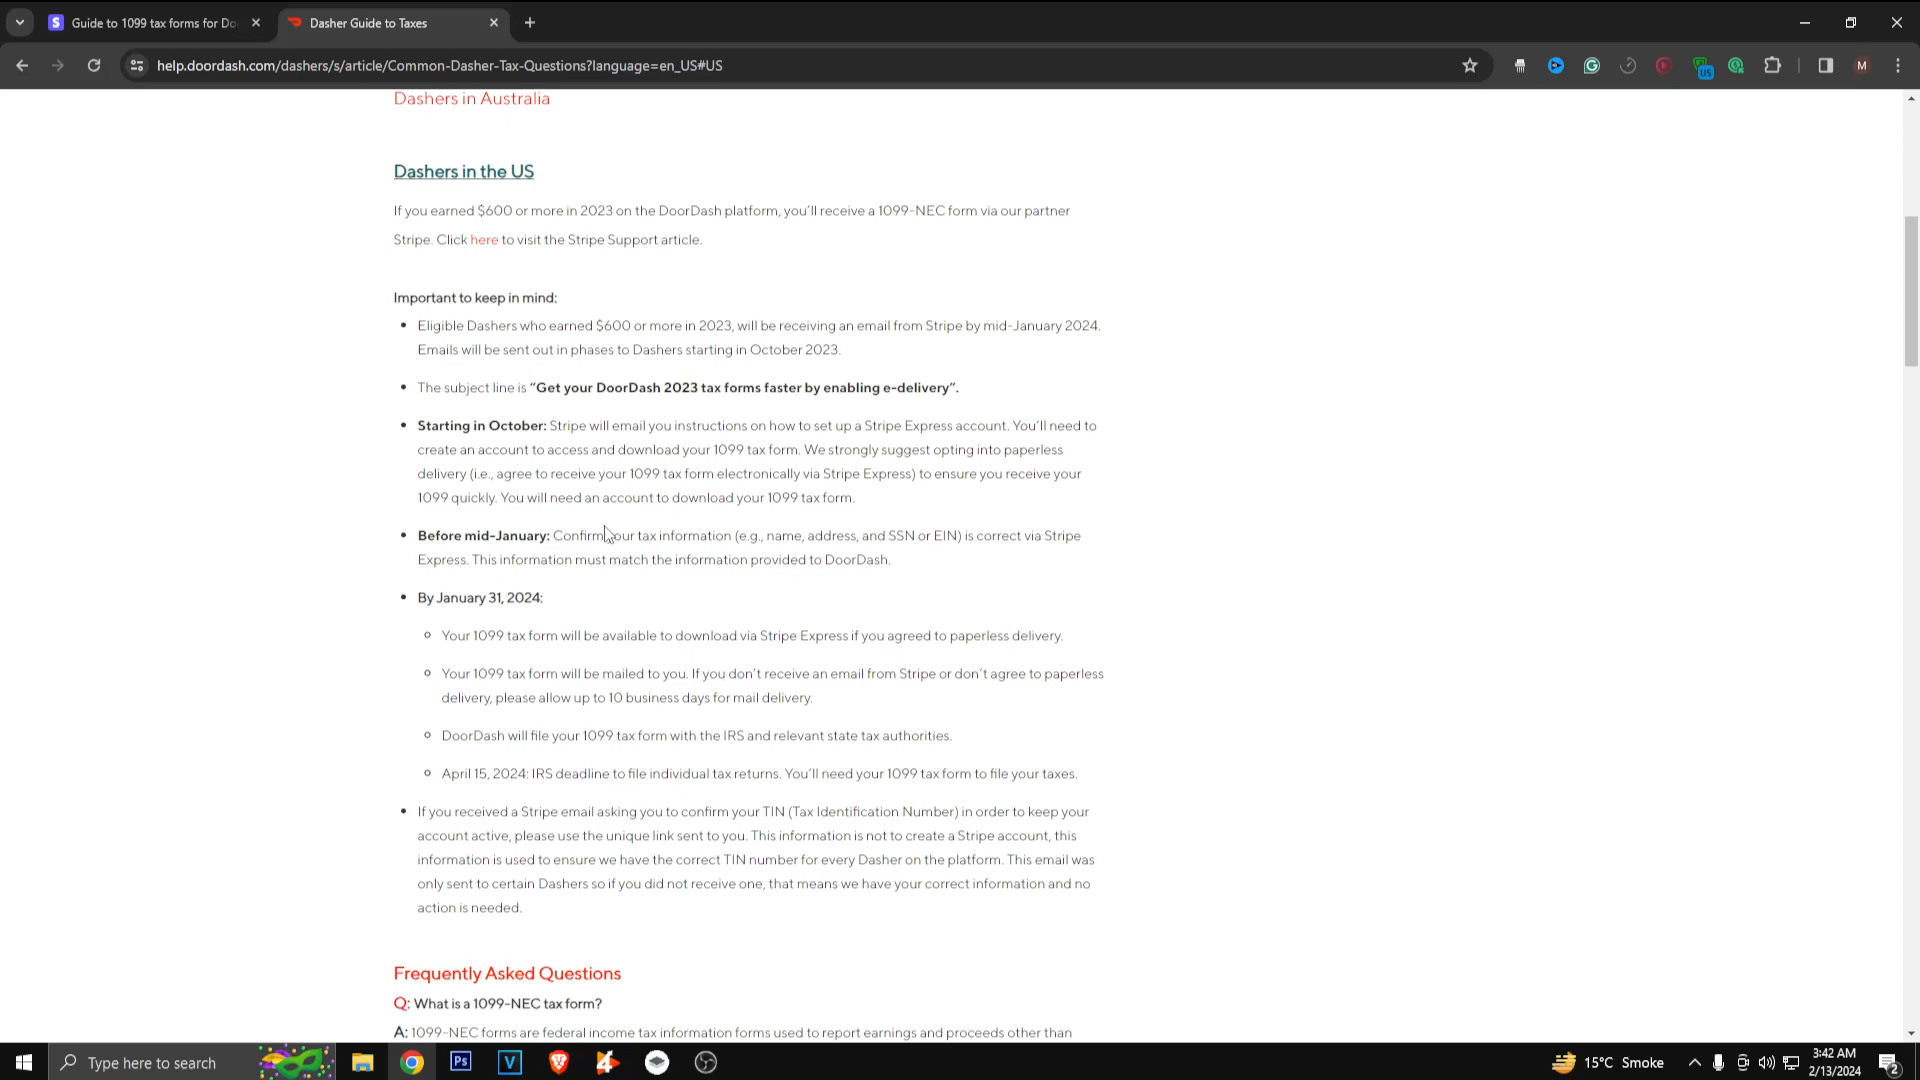 Guide to 1099 tax forms for Do
Dasher Guide to Taxes
help.doordash.com/dashers/s/article/Common-Dasher-Tax-Questions?language=en_US#US
US
M
Dashers in Australia
Dashers in the US
If you earned $600 or more in 2023 on the DoorDash platform, you'll receive a 1099-NEC form via our partner
Stripe. Click here to visit the Stripe Support article.
Important to keep in mind:
Eligible Dashers who earned $600 or more in 2023, will be receiving an email from Stripe by mid-January 2024.
Emails will be sent out in phases to Dashers starting in October 2023.
The subject line is “Get your DoorDash 2023 tax forms faster by enabling e-delivery”.
Starting in October: Stripe will email you instructions on how to set up a Stripe Express account. You'll need to
create an account to access and download your 1099 tax form. We strongly suggest opting into paperless
delivery (i.e., agree to receive your 1099 tax form electronically via Stripe Express) to ensure you receive your
1099 quickly. You will need an account to download your 1099 tax form.
Before mid-January: Confirm your tax information (e.g., name, address, and SSN or EIN) is correct via Stripe
Express. This information must match the information provided to DoorDash.
By January 31, 2024:
Your 1099 tax form will be available to download via Stripe Express if you agreed to paperless delivery.
Your 1099 tax form will be mailed to you. If you don't receive an email from Stripe or don't agree to paperless
delivery, please allow up to 10 business days for mail delivery.
DoorDash will file your 1099 tax form with the IRS and relevant state tax authorities.
April 15, 2024: IRS deadline to file individual tax returns. You'll need your 1099 tax form to file your taxes.
If you received a Stripe email asking you to confirm your TIN (Tax Identification Number) in order to keep your
account active, please use the unique link sent to you. This information is not to create a Stripe account, this
information is used to ensure we have the correct TIN number for every Dasher on the platform. This email was
only sent to certain Dashers so if you did not receive one, that means we have your correct information and no
action is needed.
Frequently Asked Questions
Q: What is a 1099-NEC tax form?
A: 1099-NEC forms are federal income tax information forms used to report earnings and proceeds other than
Type here to search
Ps
V
15°C Smoke
3:42 AM
2/13/2024
2